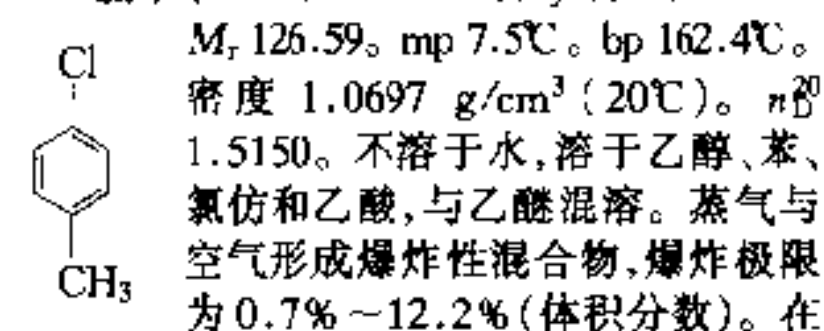 Mr 126.59。mp 7.5℃。bp 162.4℃。
Cl
密度 1.0697 g/cm³(20℃)。n20D
1.5150。不溶于水,溶于乙醇、苯、
氯仿和乙酸,与乙醚混溶。蒸气与
空气形成爆炸性混合物,爆炸极限
CH₃
为0.7%～12.2%(体积分数)。在